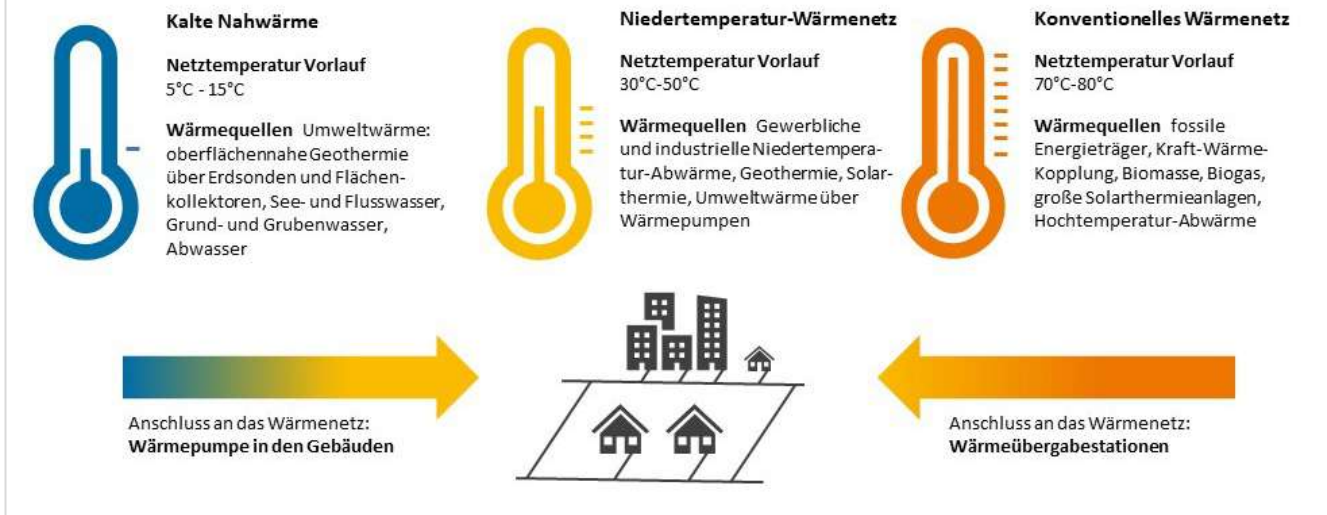 Kalte Nahwärme
Netztemperatur Vorlauf
5°C - 15°C
Wärmequellen Umweltwärme:
oberflächennahe Geothermie
über Erdsonden und Flächen-
kollektoren, See- und Flusswasser,
Grund- und Grubenwasser,
Abwasser
Niedertemperatur-Wärmenetz
Netztemperatur Vorlauf
30°C-50°C
Wärmequellen Gewerbliche
und industrielle Niedertempera-
tur-Abwärme, Geothermie, Solar-
thermie, Umweltwärme über
Wärmepumpen
Konventionelles Wärmenetz
Netztemperatur Vorlauf
70°C-80°C
Wärmequellen fossile
Energieträger, Kraft-Wärme-
Kopplung, Biomasse, Biogas,
große Solarthermieanlagen,
Hochtemperatur-Abwärme
Anschluss an das Wärmenetz:
Wärmepumpe in den Gebäuden
Anschluss an das Wärmenetz:
Wärmeübergabestationen